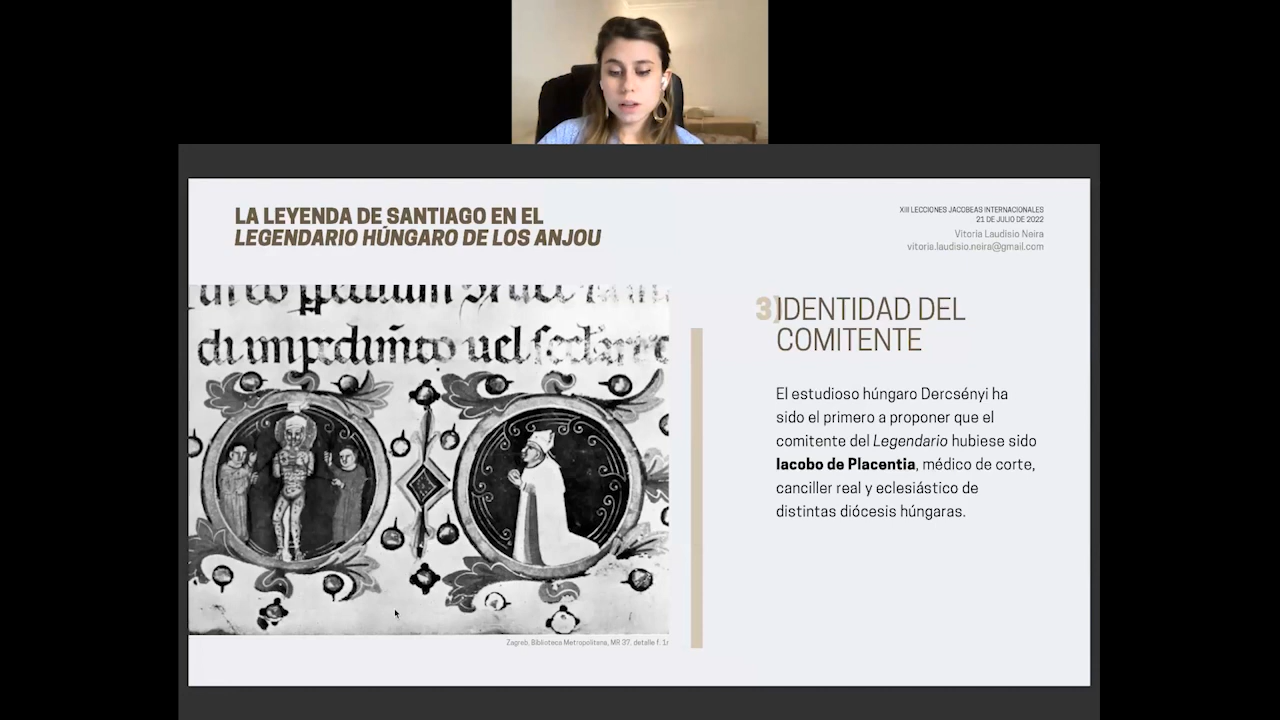 LA LEYENDA DE SANTIAGO EN EL
LEGENDARIO HÚNGARO DE LOS ANJOU
XIII LECCIONES JACOBEAS INTERNACIONALES
21 DE JULIO DE 2022
Vitoria Laudisio Neira
vitoria.laudisio.neira@gmail.com
3)IDENTIDAD DEL
COMITENTE
El estudioso húngaro Dercsényi ha
sido el primero a proponer que el
comitente del Legendario hubiese sido
Iacobo de Placentia, médico de corte,
canciller real y eclesiástico de
distintas diócesis húngaras.
Zagreb, Biblioteca Metropolitana, MR 37, detalle f. 1r